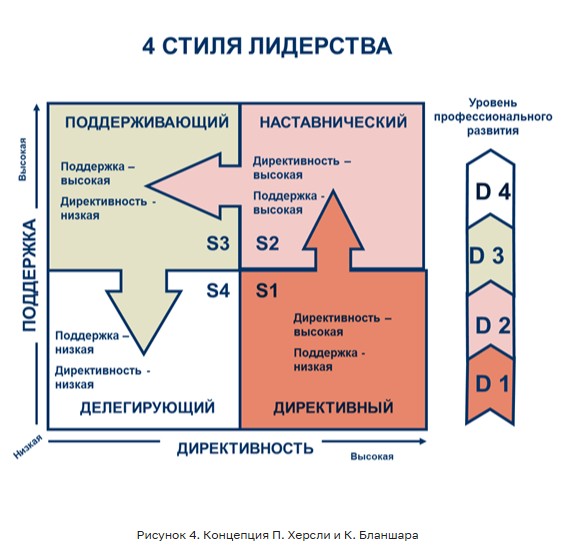 4 СТИЛЯ ЛИДЕРСТВА
Уровень
профессионального
развития
Высокая
ПОДДЕРЖКА
Низкая
ПОДДЕРЖИВАЮЩИЙ
Поддержка –
высокая
Директивность -
низкая
S3
НАСТАВНИЧЕСКИЙ
Директивность –
высокая
Поддержка -
высокая
S2
S4
Поддержка –
низкая
Директивность -
низкая
ДЕЛЕГИРУЮЩИЙ
S1
Директивность –
высокая
Поддержка -
низкая
ДИРЕКТИВНЫЙ
D 4
D 3
D 2
D 1
ДИРЕКТИВНОСТЬ
Высокая
Рисунок 4. Концепция П. Херсли и К. Бланшара